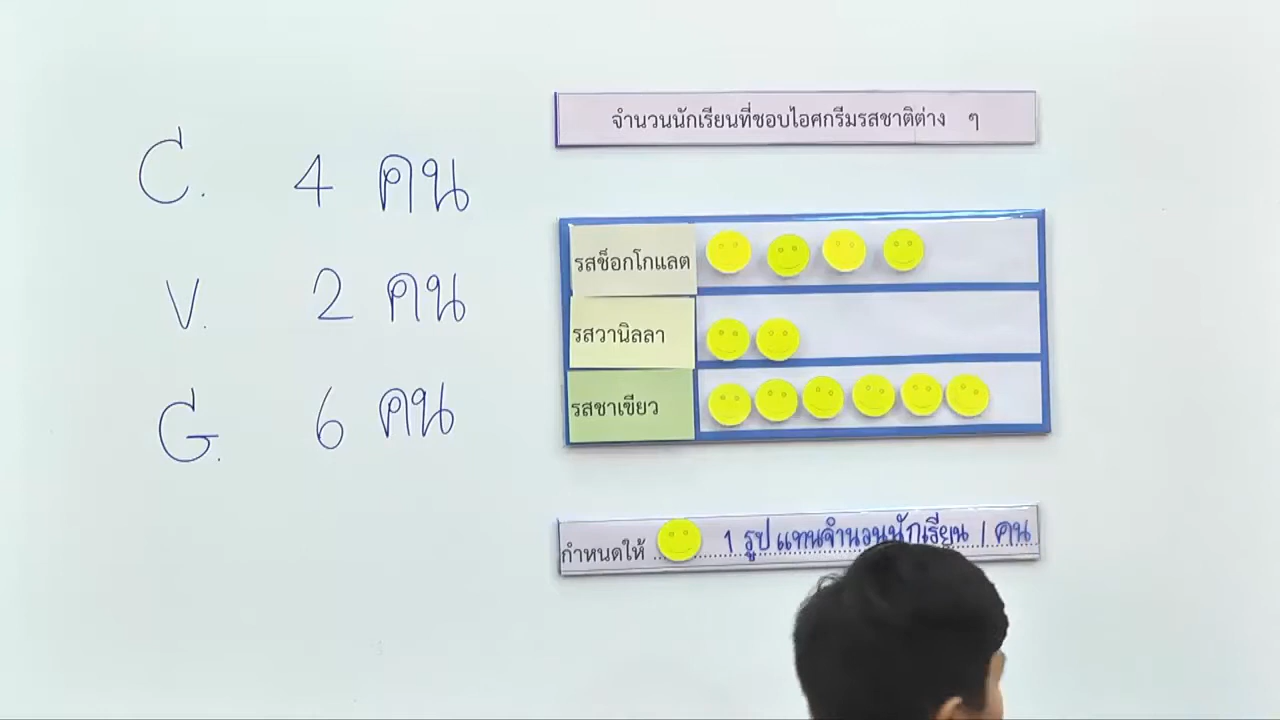 จำนวนนักเรียนที่ชอบไอศกรีมรสชาติต่าง ๆ
C. 4 คน
V. 2 คน
G. 6 คน
รสช็อกโกแลต
รสวานิลลา
รสชาเขียว
กำหนดให้ 1 รูป แทนจำนวนนักเรียน 1 คน